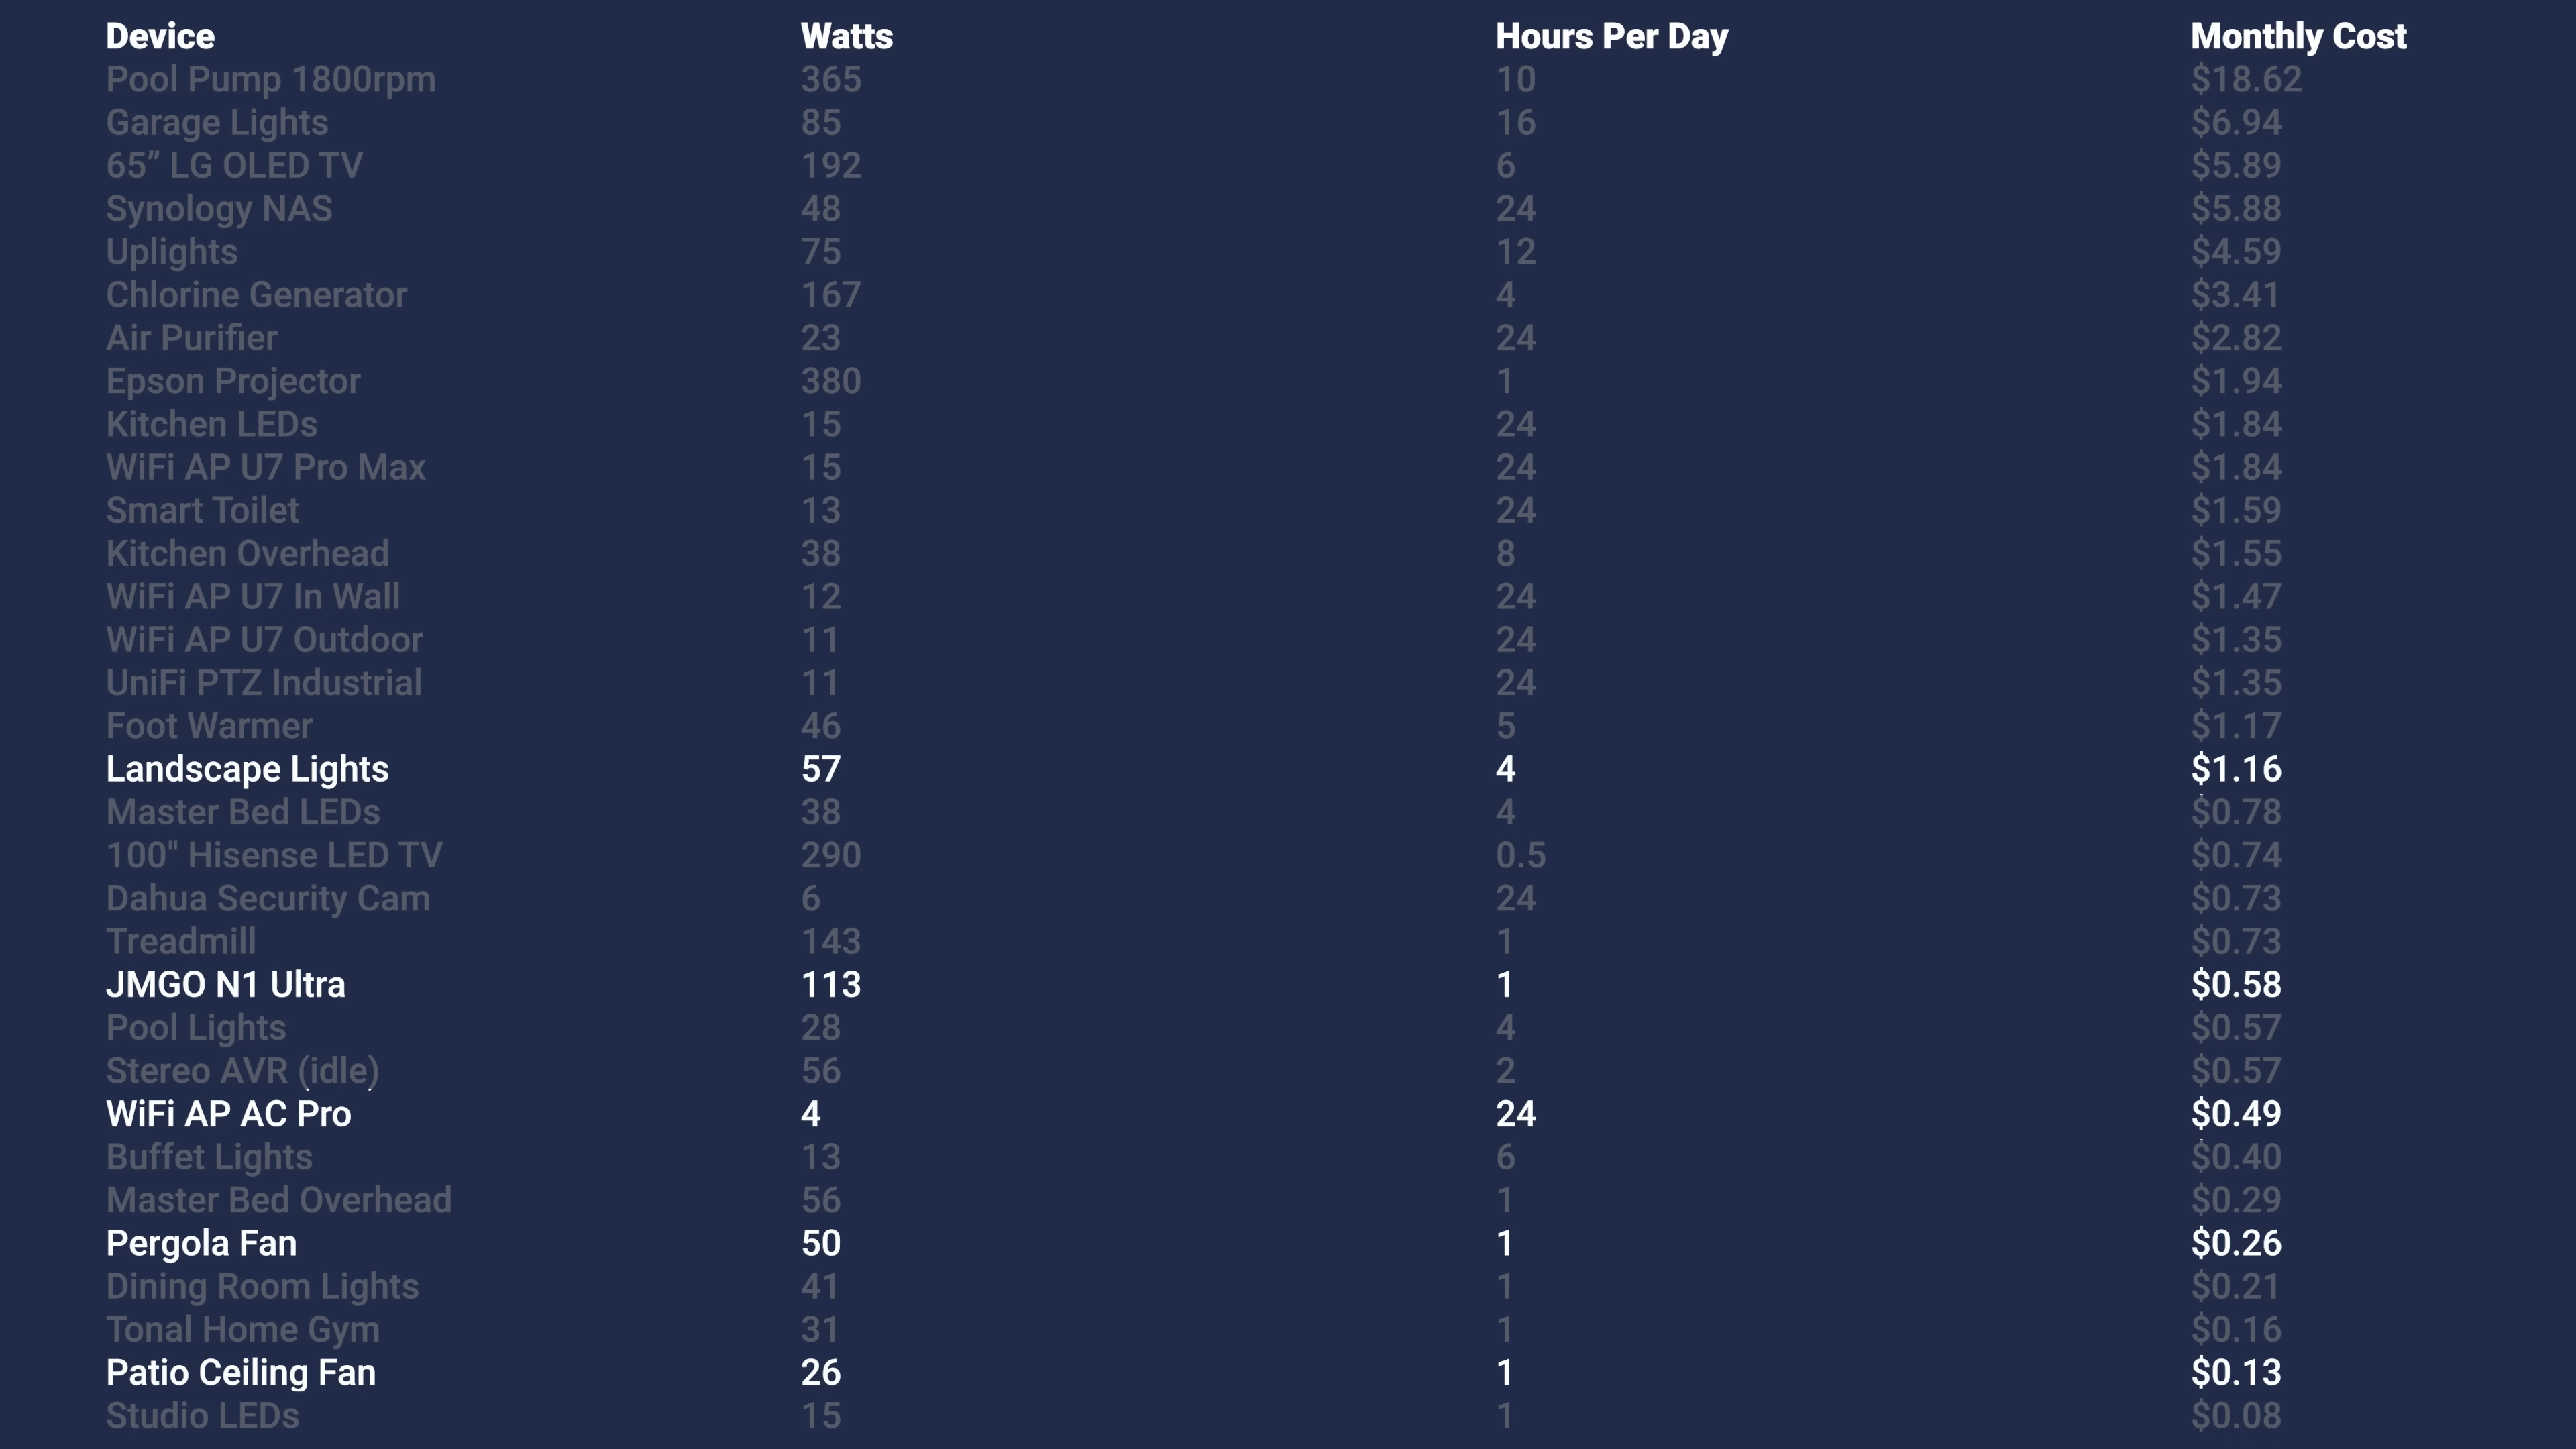 Device Watts Hours Per Day Monthly Cost
Pool Pump 1800rpm 365 10 $18.62
Garage Lights 85 16 $6.94
65” LG OLED TV 192 6 $5.89
Synology NAS 48 24 $5.88
Uplights 75 12 $4.59
Chlorine Generator 167 4 $3.41
Air Purifier 23 24 $2.82
Epson Projector 380 1 $1.94
Kitchen LEDs 15 24 $1.84
WiFi AP U7 Pro Max 15 24 $1.84
Smart Toilet 13 24 $1.59
Kitchen Overhead 38 8 $1.55
WiFi AP U7 In Wall 12 24 $1.47
WiFi AP U7 Outdoor 11 24 $1.35
UniFi PTZ Industrial 11 24 $1.35
Foot Warmer 46 5 $1.17
Landscape Lights 57 4 $1.16
Master Bed LEDs 38 4 $0.78
100" Hisense LED TV 290 0.5 $0.74
Dahua Security Cam 6 24 $0.73
Treadmill 143 1 $0.73
JMGO N1 Ultra 113 1 $0.58
Pool Lights 28 4 $0.57
Stereo AVR (idle) 56 2 $0.57
WiFi AP AC Pro 4 24 $0.49
Buffet Lights 13 6 $0.40
Master Bed Overhead 56 1 $0.29
Pergola Fan 50 1 $0.26
Dining Room Lights 41 1 $0.21
Tonal Home Gym 31 1 $0.16
Patio Ceiling Fan 26 1 $0.13
Studio LEDs 15 1 $0.08